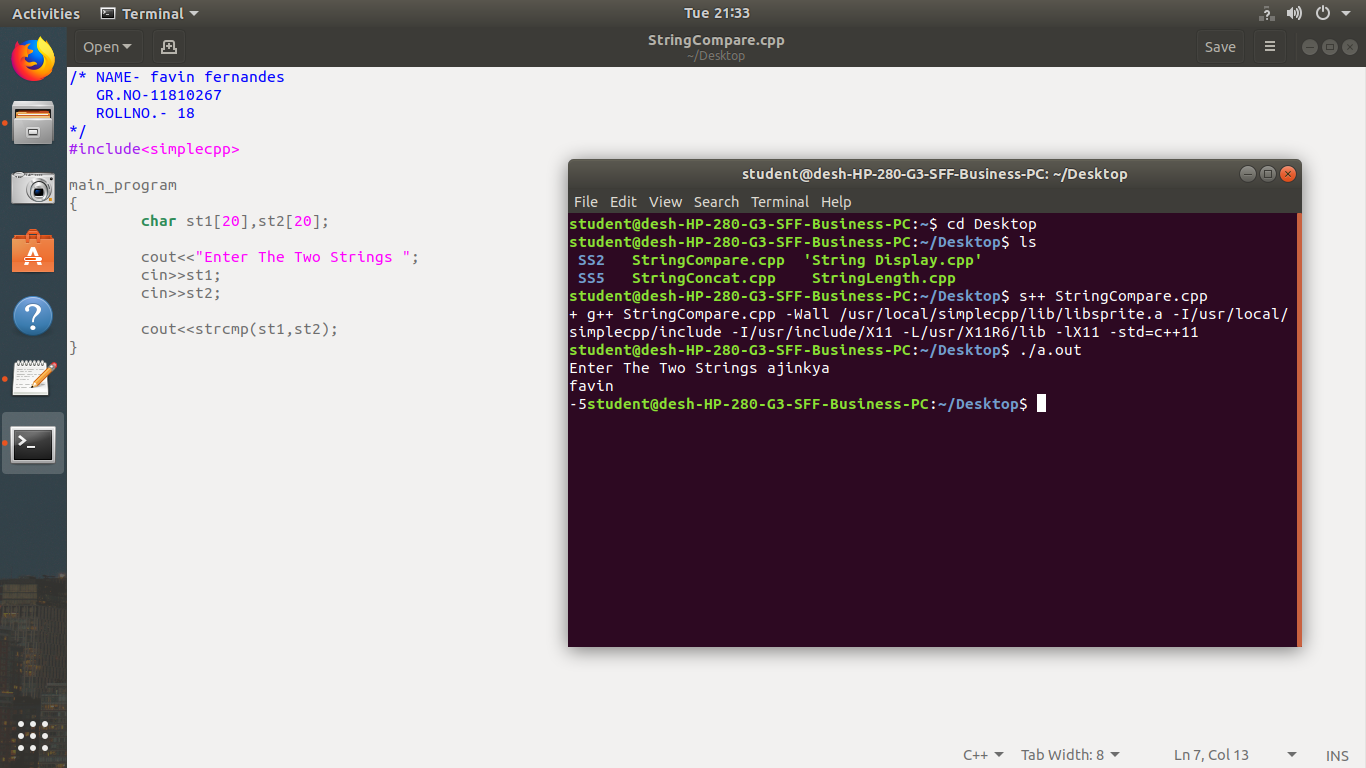 Activities Terminal Tue 21:33
Open StringCompare.cpp Save
~/Desktop
/* NAME- favin fernandes
GR.NO-11810267
ROLLNO.- 18
*/
#include<simplecpp>
main_program
{
char st1[20],st2[20];
cout<<"Enter The Two Strings ";
cin>>st1;
cin>>st2;
cout<<strcmp(st1,st2);
}
student@desh-HP-280-G3-SFF-Business-PC: ~/Desktop
File Edit View Search Terminal Help
student@desh-HP-280-G3-SFF-Business-PC:~$ cd Desktop
student@desh-HP-280-G3-SFF-Business-PC:~/Desktop$ ls
SS2 StringCompare.cpp 'String Display.cpp'
SS5 StringConcat.cpp StringLength.cpp
student@desh-HP-280-G3-SFF-Business-PC:~/Desktop$ s++ StringCompare.cpp
+ g++ StringCompare.cpp -Wall /usr/local/simplecpp/lib/libsprite.a -I/usr/local/
simplecpp/include -I/usr/include/X11 -L/usr/X11R6/lib -lX11 -std=c++11
student@desh-HP-280-G3-SFF-Business-PC:~/Desktop$ ./a.out
Enter The Two Strings ajinkya
favin
-5student@desh-HP-280-G3-SFF-Business-PC:~/Desktop$
C++ Tab Width: 8 Ln 7, Col 13 INS